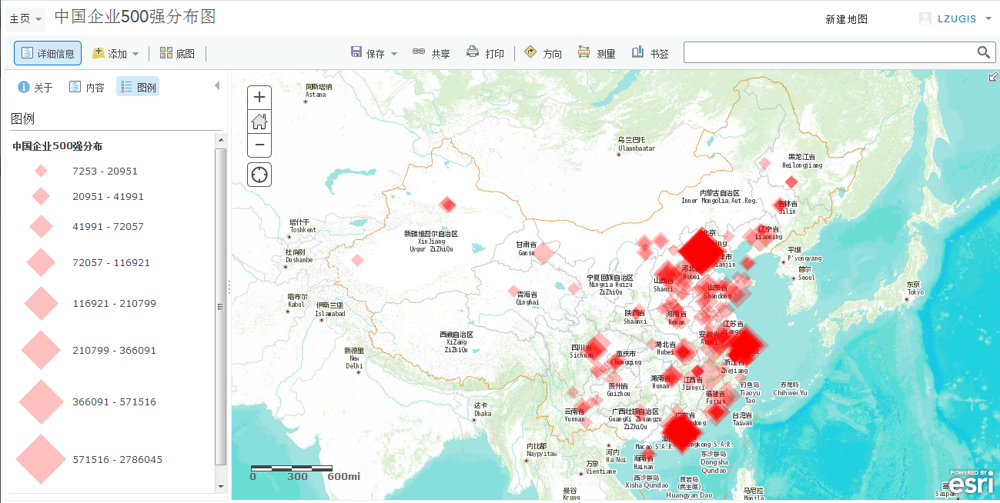 主页
中国企业500强分布图
新建地图
LZUGIS
详细信息
添加
底图
保存
共享
打印
方向
测量
书签
关于
内容
图例
图例
中国企业500强分布
7253 - 20951
20951 - 41991
41991 - 72057
72057 - 116921
116921 - 210799
210799 - 366091
366091 - 571516
571516 - 2786045
阿斯塔纳
Astana
乌兰巴托
Ulaanbaatar
黑龙江省
Heilongjiang
内蒙古自治区
Inner Mongolia.Aut.Reg.
吉林省
Jilin
塔什干
Toshkent
新疆维吾尔自治区
XinJiang
Uygur ZiZhiQu
甘肃省
Gansu
辽宁省
Liaoning
北京
杜尚别
Dushanbe
平壤
P'yongyang
首尔
Seoul
河北
Hebei
山西省
Shanxi
宁夏回族自治区
Ningxia Huizu
ZiZhiQu
山东省
Shandong
东京
Tokyo
喀布尔
Kabul
伊斯兰堡
Islamabad
青海省
Qinghai
陕西省
Shaanxi
河南省
Henan
江苏省
Jiangsu
西藏自治区
XiZang
ZiZhiQu
安徽省
Anhui
新德里
New
Delhi
四川省
Sichuan
重庆市
Chongqing
湖北省
Hubei
浙江省
Zhejiang
湖南省
Hunan
江西省
Jiangxi
贵州省
Guizhou
钓鱼岛
Tiaoyu
Tao
赤尾屿
Chihwei Yu
福建省
Fujian
达卡
Dhaka
云南省
Yunnan
广西壮族自治区
GuangXi Zhuangzu
ZiZhiQu
广东省
台湾省
Taiwan
内比都
Naypyitaw
河内
Ha Noi
Macao S.A.R.
Hongkong S.A.R.
海南省
Hainan
东沙群岛
Dongsha
Qundao
万象
Vientiane
西沙群岛
Xisha Qundao
黄岩岛
(民主礁)
Huangyan Dao
曼谷
Krung
马尼拉
Manila
塞
Saipan
0 300 600mi
POWERED BY
esri